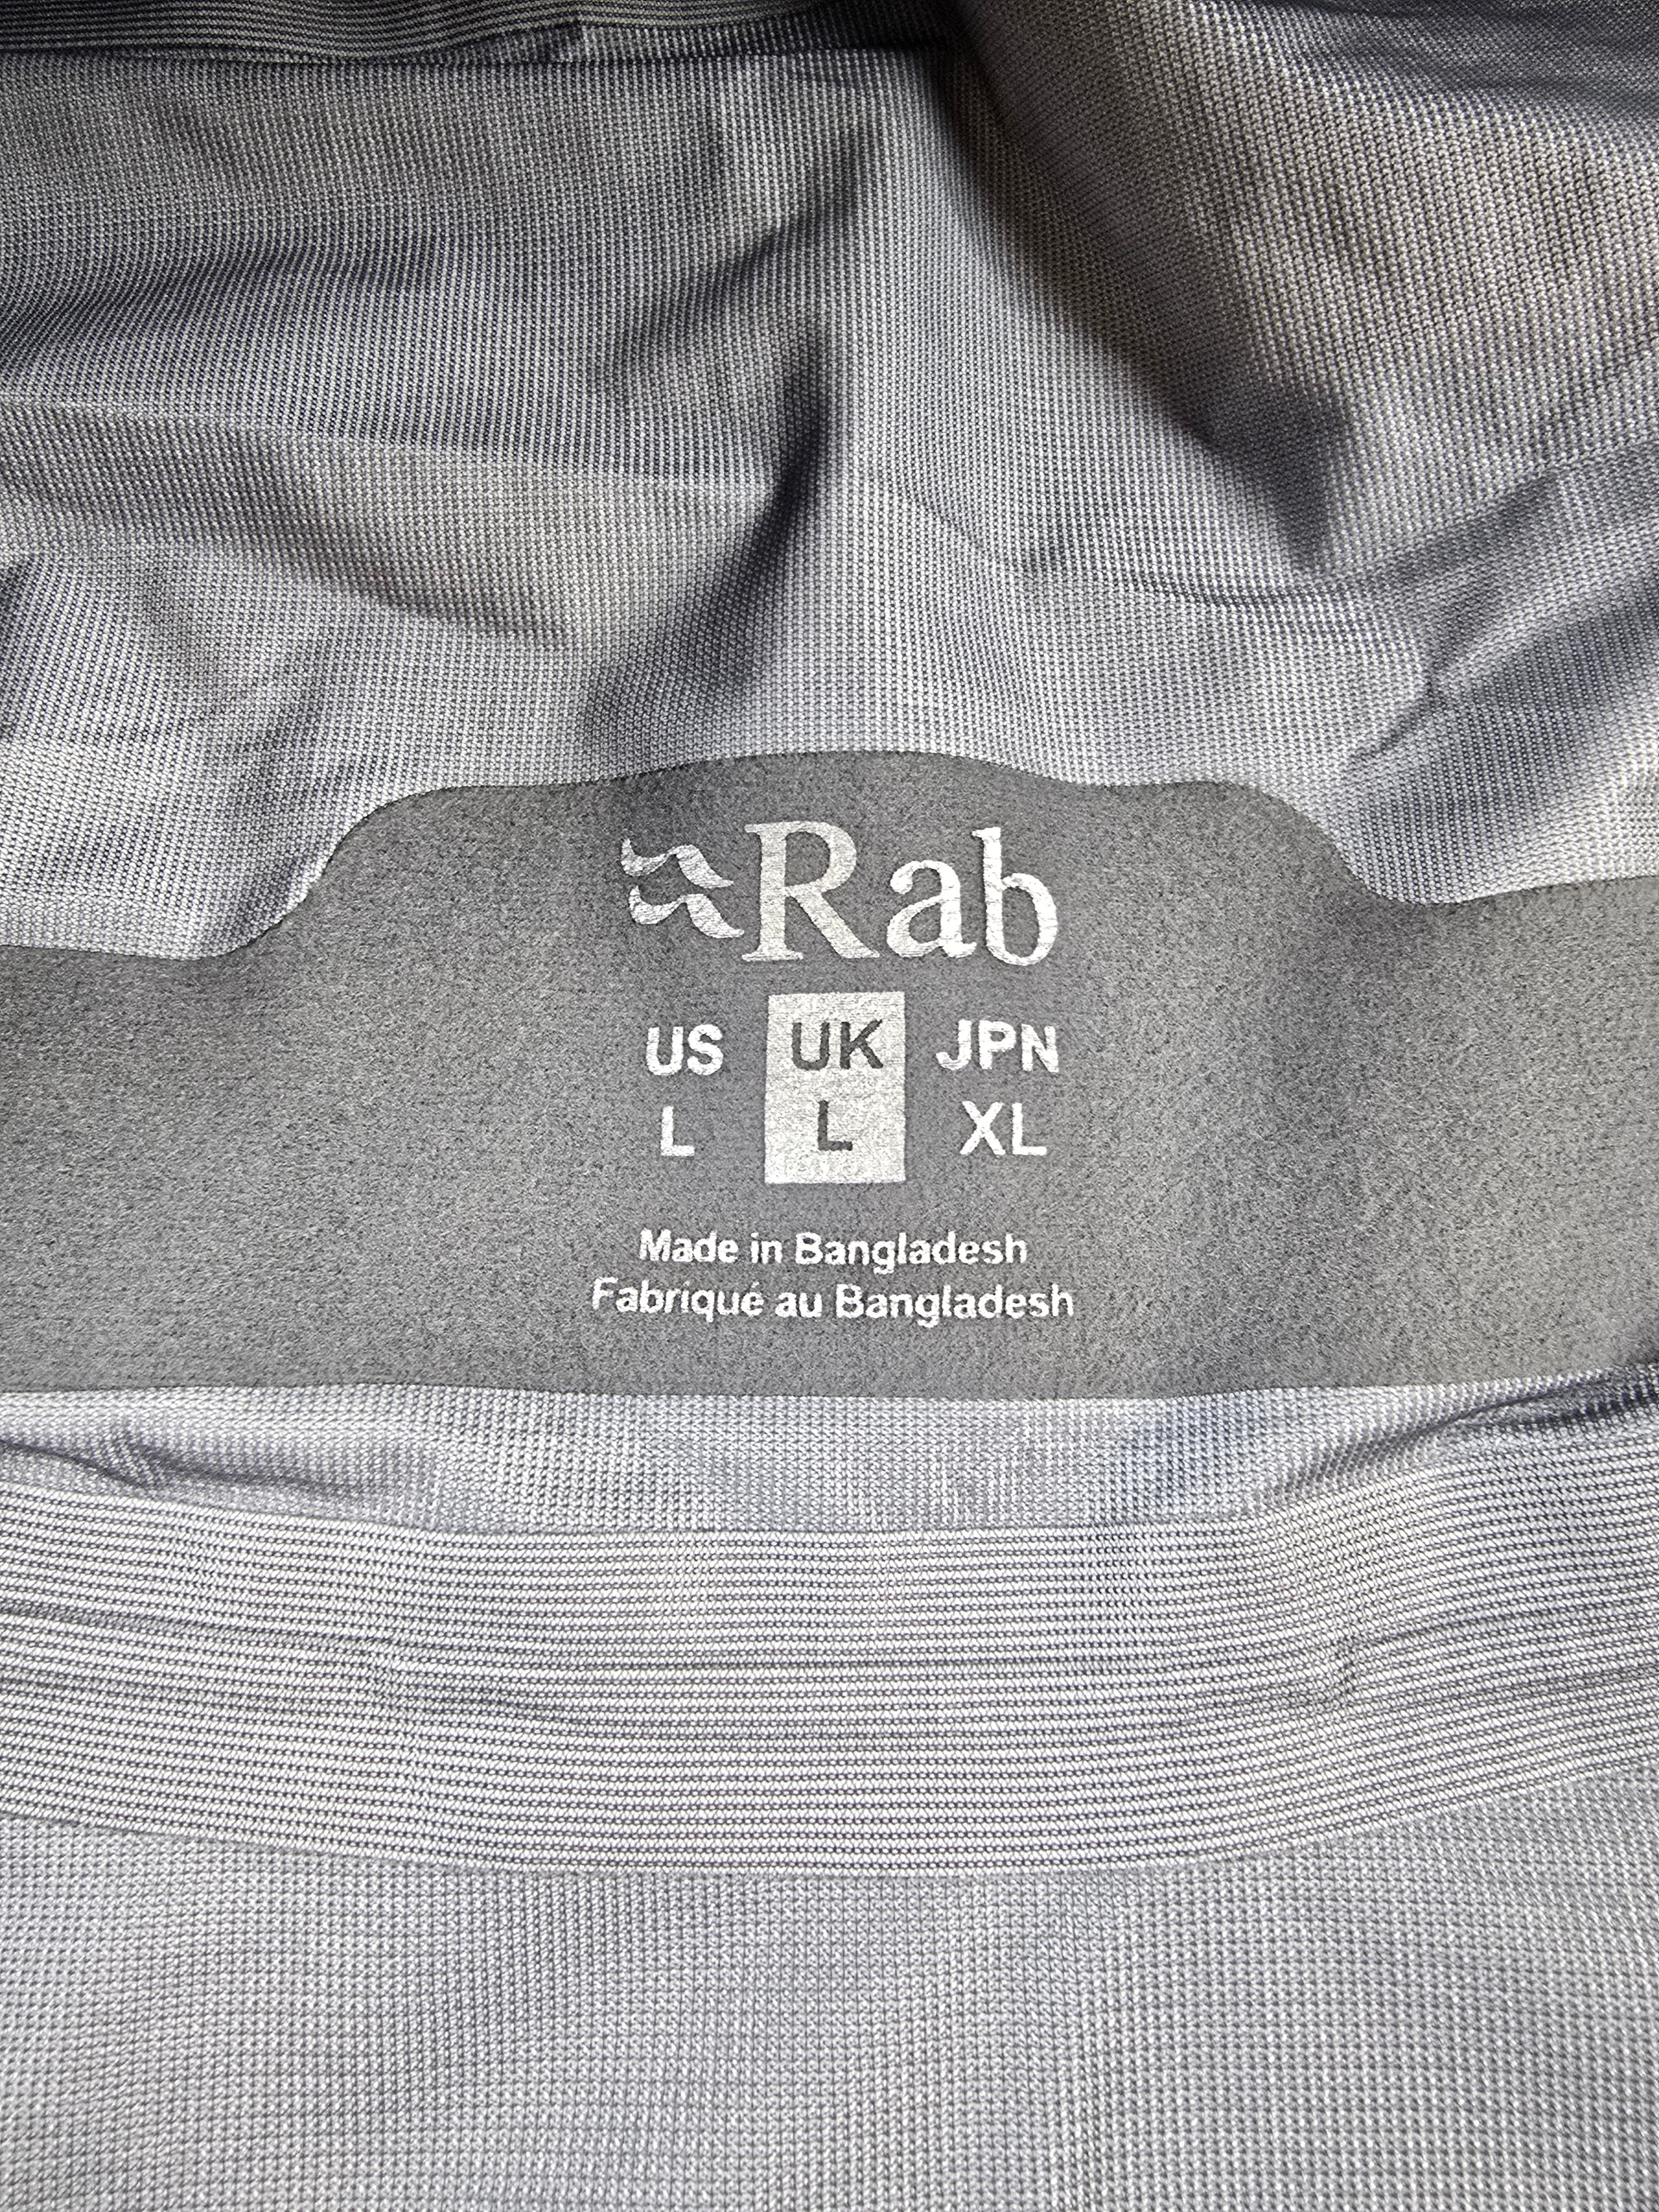 Rab
US UK JPN
L L XL
Made in Bangladesh
Fabriqué au Bangladesh